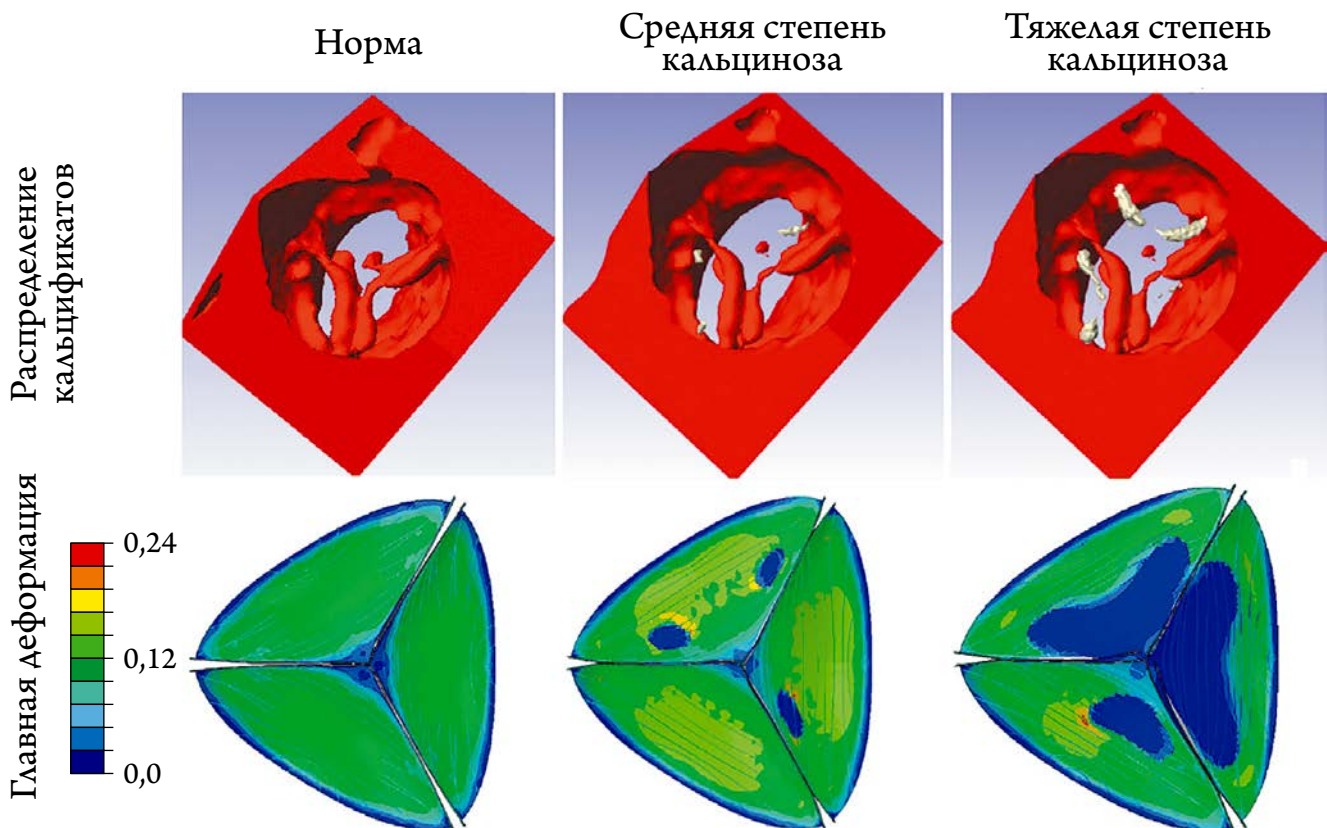 Норма
Средняя степень
кальциноза
Тяжелая степень
кальциноза
Распределение
кальцификатов
Главная деформация
0,24
0,12
0,0